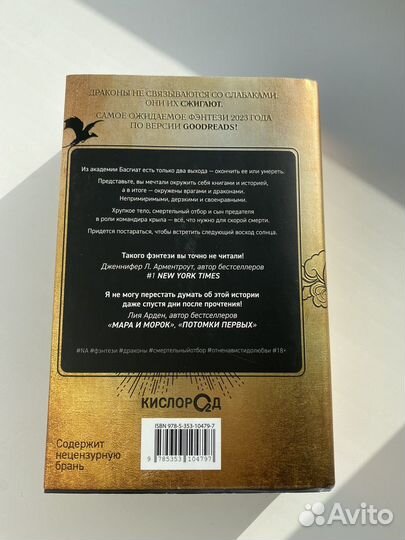 ДРАКОНЫ НЕ СВЯЗЫВАЮТСЯ СО СЛАБАКАМИ.
ОНИ ИХ СЖИГАЮТ.
САМОЕ ОЖИДАЕМОЕ ФЭНТЕЗИ 2023 ГОДА
ПО ВЕРСИИ GOODREADS!
Из академии Басгиат есть только два выхода — окончить ее или умереть.
Представьте, вы мечтали окружить себя книгами и историей,
а в итоге — окружены врагами и драконами.
Непримиримыми, дерзкими и своенравными.
Хрупкое тело, смертельный отбор и сын предателя
в роли командира крыла — всё, что нужно для скорой смерти.
Придется постараться, чтобы встретить следующий восход солнца.
Такого фэнтези вы точно не читали!
Дженнифер Л. Арментроут, автор бестселлеров
#1 NEW YORK TIMES
Я не могу перестать думать об этой истории
даже спустя дни после прочтения!
Лия Арден, автор бестселлеров
«МАРА И МОРОК», «ПОТОМКИ ПЕРВЫХ»
#NA #фэнтези #драконы #смертельныйотбор #отненавистидолюбви #18+
КИСЛОРО2Д
ISBN 978-5-353-10479-7
9 785353 104797
Содержит
нецензурную
брань
Avito